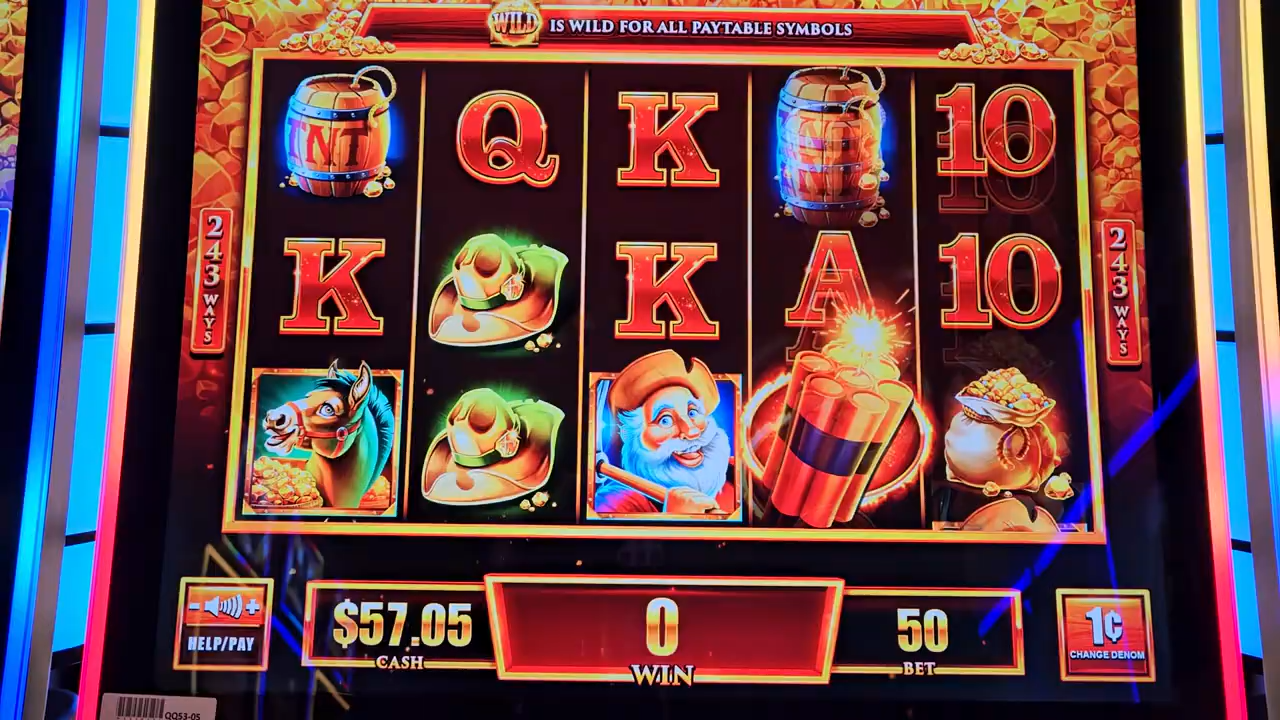 WILD IS WILD FOR ALL PAYTABLE SYMBOLS
TNT Q K TNT 10
K K A 10
243 WAYS
243 WAYS
- +
HELP/PAY
$57.05
CASH
0
WIN
50
BET
1¢
CHANGE DENOM
QQ53-05